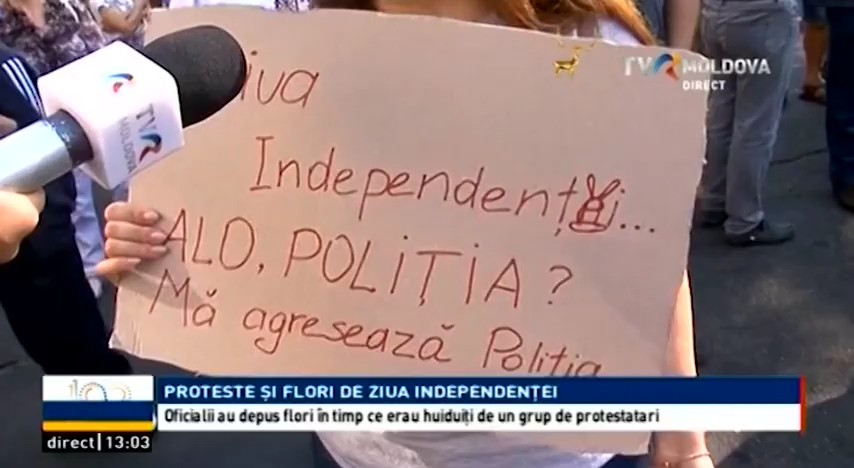 TVR MOLDOVA
DIRECT
TVR
MOLDOVA
Ziua
Independenței...
ALO, POLIȚIA?
Mă agresează Poliția
PROTESTE ȘI FLORI DE ZIUA INDEPENDENȚEI
Oficialii au depus flori în timp ce erau huiduiți de un grup de protestatari
direct 13:03